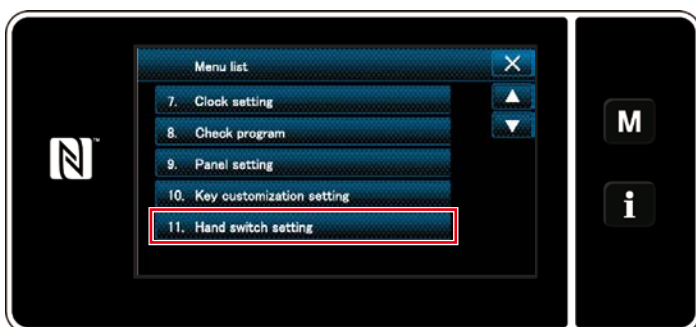 Menu list
7. Clock setting
8. Check program
9. Panel setting
10. Key customization setting
11. Hand switch setting
M
i
N